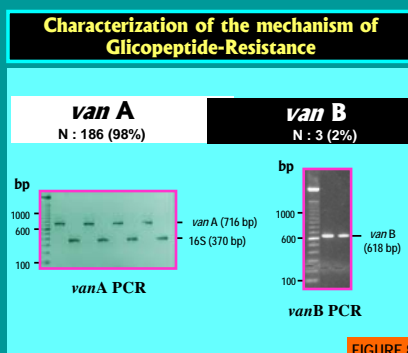 Characterization of the mechanism of
Glicopeptide-Resistance
van A
N : 186 (98%)
van B
N : 3 (2%)
bp
1000
600
100
van A (716 bp)
16S (370 bp)
vanA PCR
bp
1000
600
100
van B
(618 bp)
vanB PCR
FIGURE